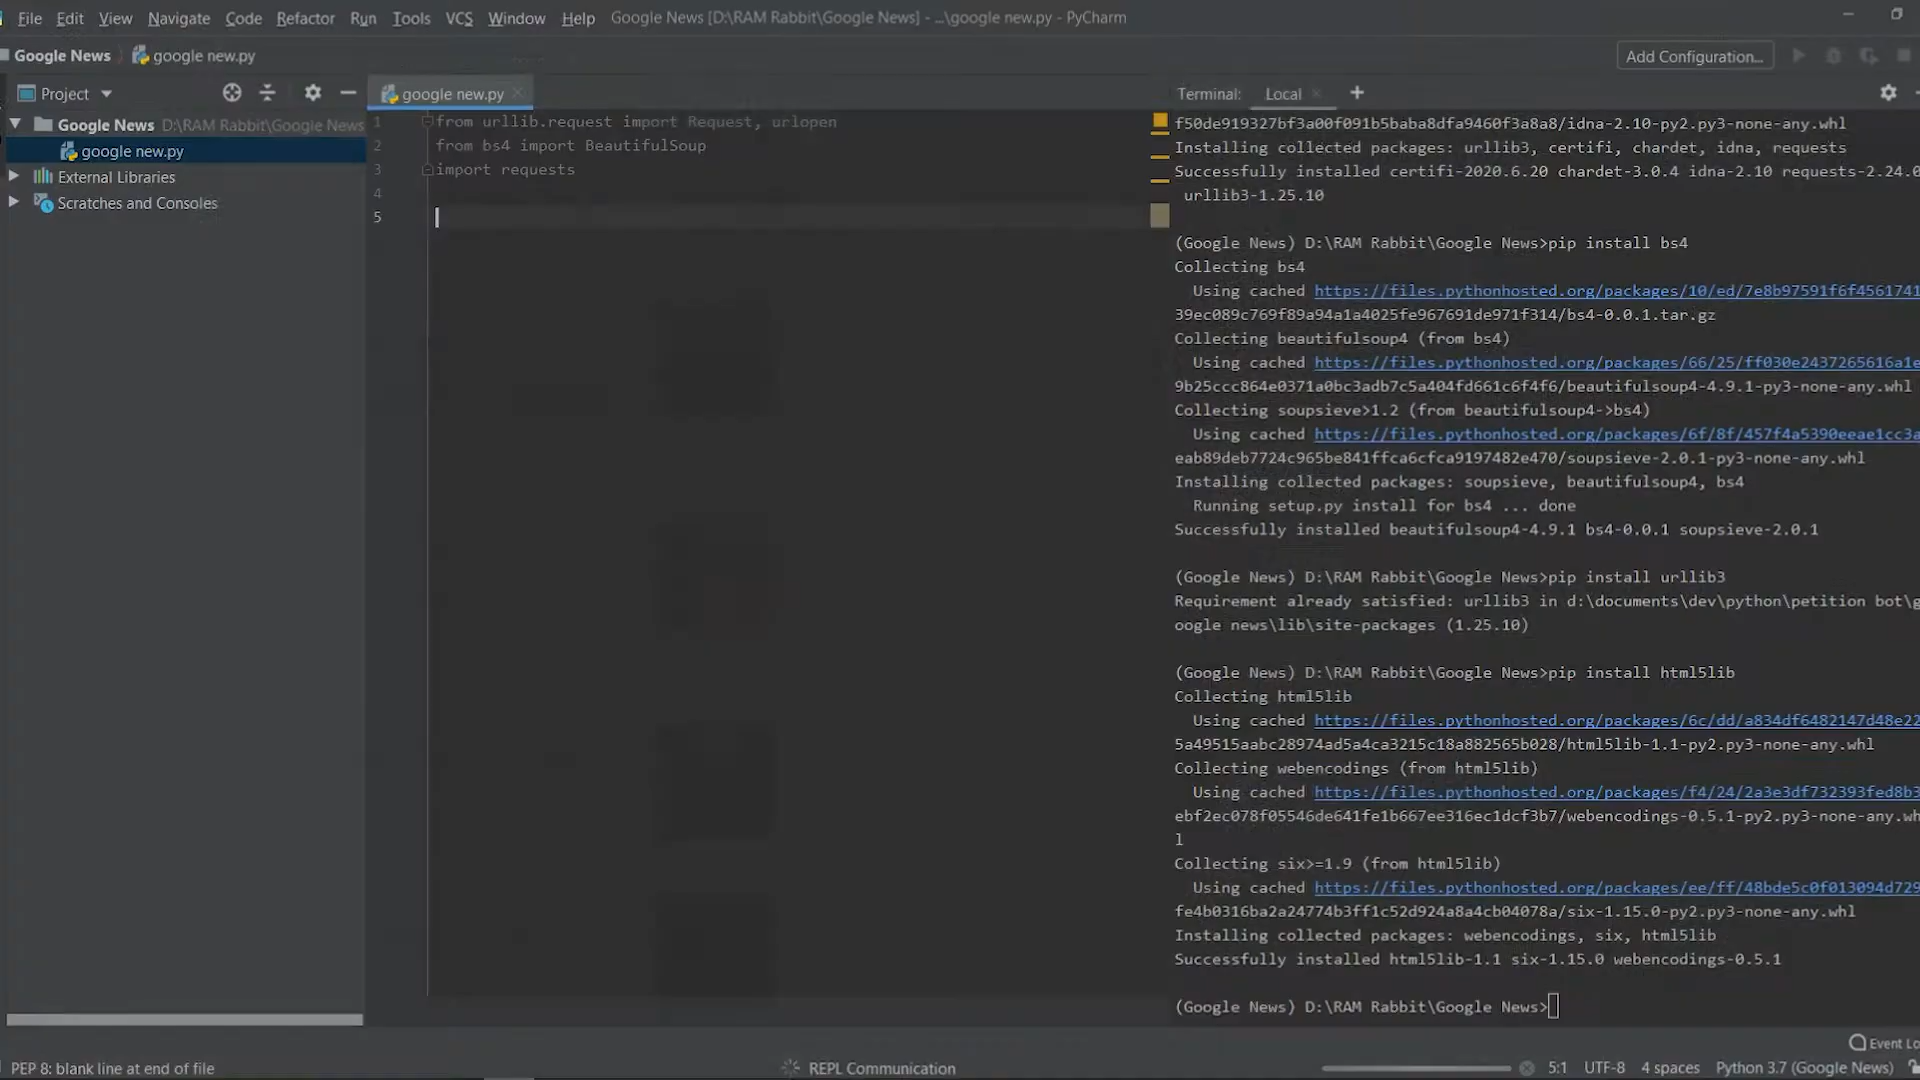 File Edit View Navigate Code Refactor Run Tools VCS Window Help Google News [D:\RAM Rabbit\Google News] - ...\google new.py - PyCharm
Google News google new.py Add Configuration...
Project google new.py Terminal: Local +
Google News D:\RAM Rabbit\Google News
google new.py
External Libraries
Scratches and Consoles
1 from urllib.request import Request, urlopen
2 from bs4 import BeautifulSoup
3 import requests
4
5
f50de919327bf3a00f091b5baba8dfa9460f3a8a8/idna-2.10-py2.py3-none-any.whl
Installing collected packages: urllib3, certifi, chardet, idna, requests
Successfully installed certifi-2020.6.20 chardet-3.0.4 idna-2.10 requests-2.24.0
urllib3-1.25.10
(Google News) D:\RAM Rabbit\Google News>pip install bs4
Collecting bs4
Using cached https://files.pythonhosted.org/packages/10/ed/7e8b97591f6f4561741
39ec089c769f89a94a1a4025fe967691de971f314/bs4-0.0.1.tar.gz
Collecting beautifulsoup4 (from bs4)
Using cached https://files.pythonhosted.org/packages/66/25/ff030e2437265616a1e
9b25ccc864e0371a0bc3adb7c5a404fd661c6f4f6/beautifulsoup4-4.9.1-py3-none-any.whl
Collecting soupsieve>1.2 (from beautifulsoup4->bs4)
Using cached https://files.pythonhosted.org/packages/6f/8f/457f4a5390eeae1cc3a
eab89deb7724c965be841ffca6cfca9197482e470/soupsieve-2.0.1-py3-none-any.whl
Installing collected packages: soupsieve, beautifulsoup4, bs4
Running setup.py install for bs4 ... done
Successfully installed beautifulsoup4-4.9.1 bs4-0.0.1 soupsieve-2.0.1
(Google News) D:\RAM Rabbit\Google News>pip install urllib3
Requirement already satisfied: urllib3 in d:\documents\dev\python\petition bot\g
oogle news\lib\site-packages (1.25.10)
(Google News) D:\RAM Rabbit\Google News>pip install html5lib
Collecting html5lib
Using cached https://files.pythonhosted.org/packages/6c/dd/a834df6482147d48e22
5a49515aabc28974ad5a4ca3215c18a882565b028/html5lib-1.1-py2.py3-none-any.whl
Collecting webencodings (from html5lib)
Using cached https://files.pythonhosted.org/packages/f4/24/2a3e3df732393fed8b3
ebf2ec078f05546de641fe1b667ee316ec1dcf3b7/webencodings-0.5.1-py2.py3-none-any.wh
l
Collecting six>=1.9 (from html5lib)
Using cached https://files.pythonhosted.org/packages/ee/ff/48bde5c0f013094d729
fe4b0316ba2a24774b3ff1c52d924a8a4cb04078a/six-1.15.0-py2.py3-none-any.whl
Installing collected packages: webencodings, six, html5lib
Successfully installed html5lib-1.1 six-1.15.0 webencodings-0.5.1
(Google News) D:\RAM Rabbit\Google News>
Event Lo
PEP 8: blank line at end of file REPL Communication 5:1 UTF-8 4 spaces Python 3.7 (Google News)